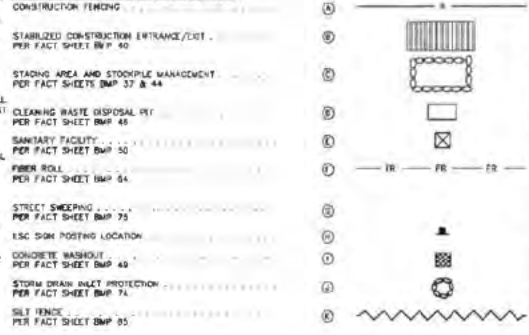 CONSTRUCTION FENCING Ⓐ A
STABILIZED CONSTRUCTION ENTRANCE/EXIT Ⓑ
PER FACT SHEET BMP 40
STAGING AREA AND STOCKPILE MANAGEMENT Ⓒ
PER FACT SHEETS BMP 37 & 44
CLEANING WASTE DISPOSAL PIT Ⓓ
PER FACT SHEET BMP 46
SANITARY FACILITY Ⓔ
PER FACT SHEET BMP 50
FIBER ROLL Ⓕ FR FR FR
PER FACT SHEET BMP 64
STREET SWEEPING Ⓖ
PER FACT SHEET BMP 75
ESC SIGN POSTING LOCATION Ⓗ
CONCRETE WASHOUT Ⓘ
PER FACT SHEET BMP 49
STORM DRAIN INLET PROTECTION Ⓙ
PER FACT SHEET BMP 74
SILT FENCE Ⓚ
PER FACT SHEET BMP 65